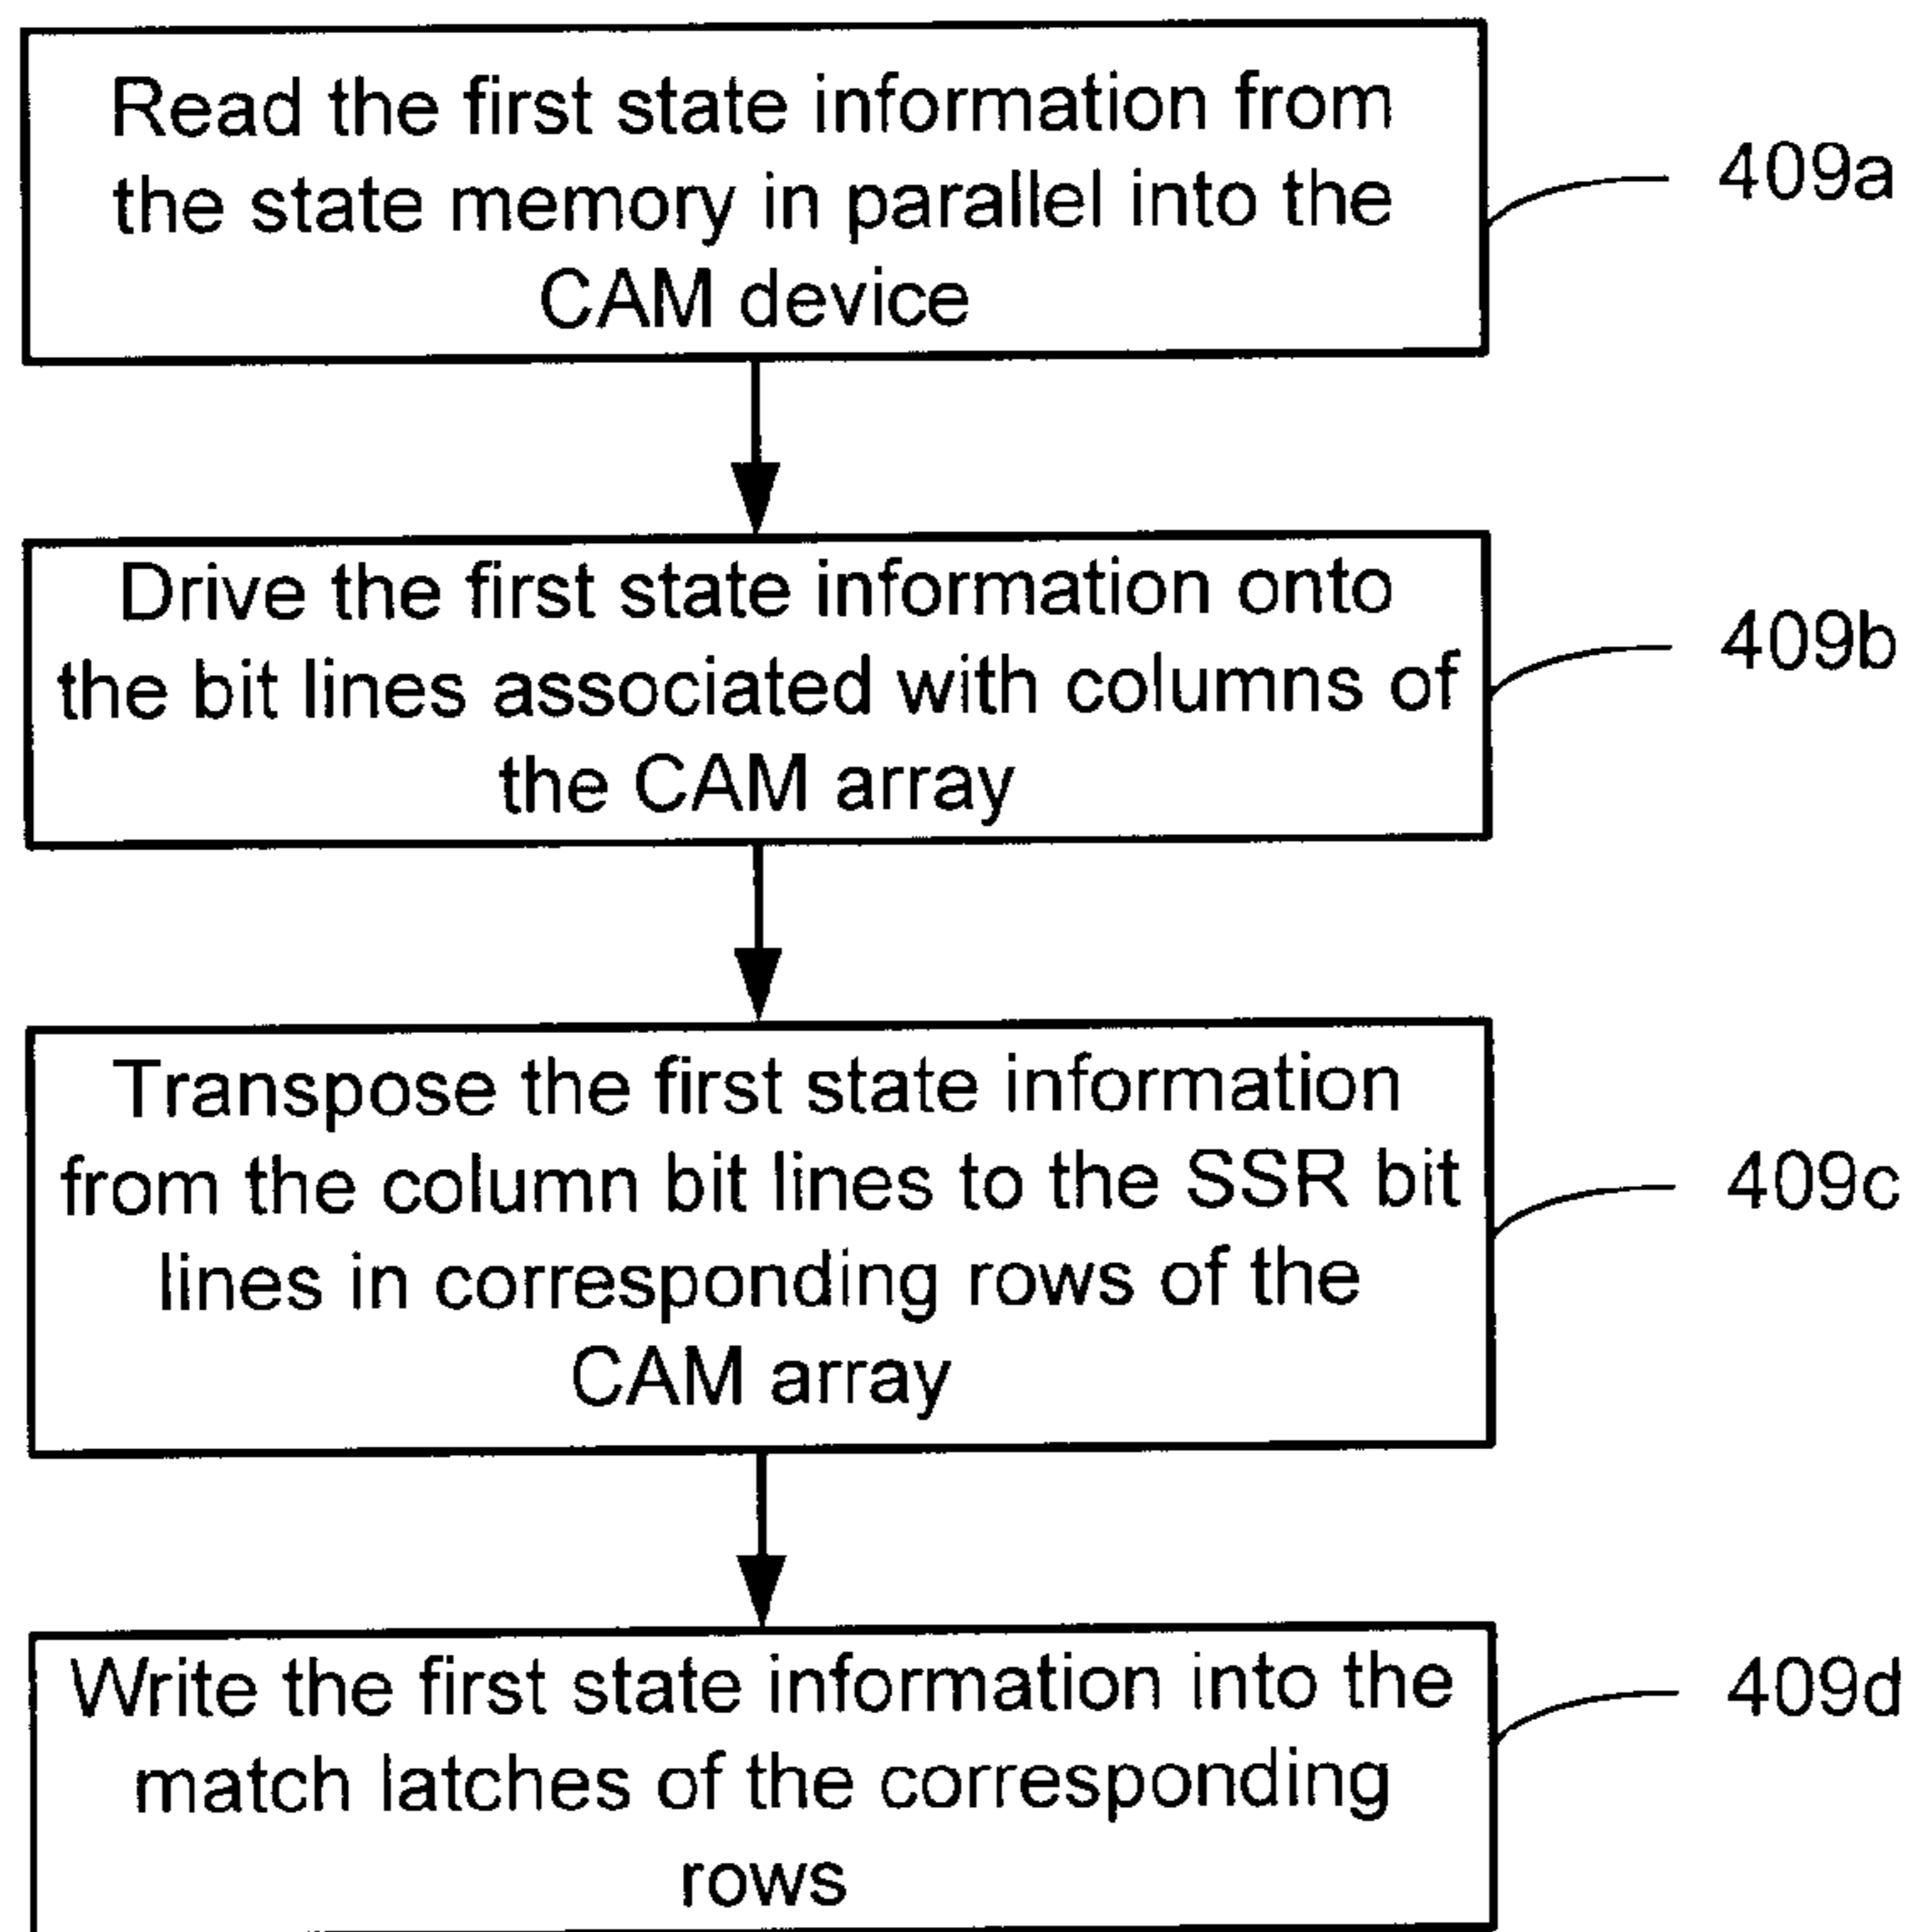 Read the first state information from
the state memory in parallel into the
CAM device
409a
Drive the first state information onto
the bit lines associated with columns of
the CAM array
409b
Transpose the first state information
from the column bit lines to the SSR bit
lines in corresponding rows of the
CAM array
409c
Write the first state information into the
match latches of the corresponding
rows
409d